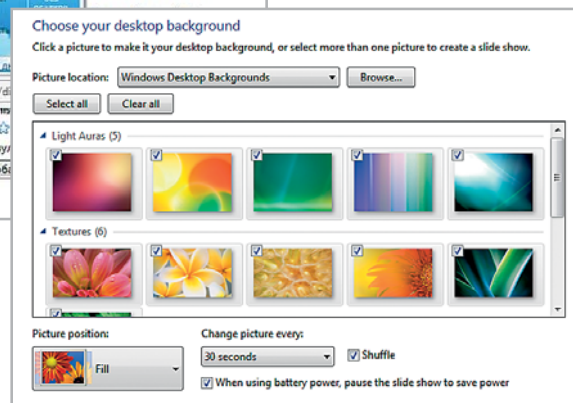 Choose your desktop background
Click a picture to make it your desktop background, or select more than one picture to create a slide show.
Picture location: Windows Desktop Backgrounds Browse...
Select all Clear all
Light Auras (5)
Textures (6)
Picture position: Change picture every:
Fill 30 seconds Shuffle
When using battery power, pause the slide show to save power